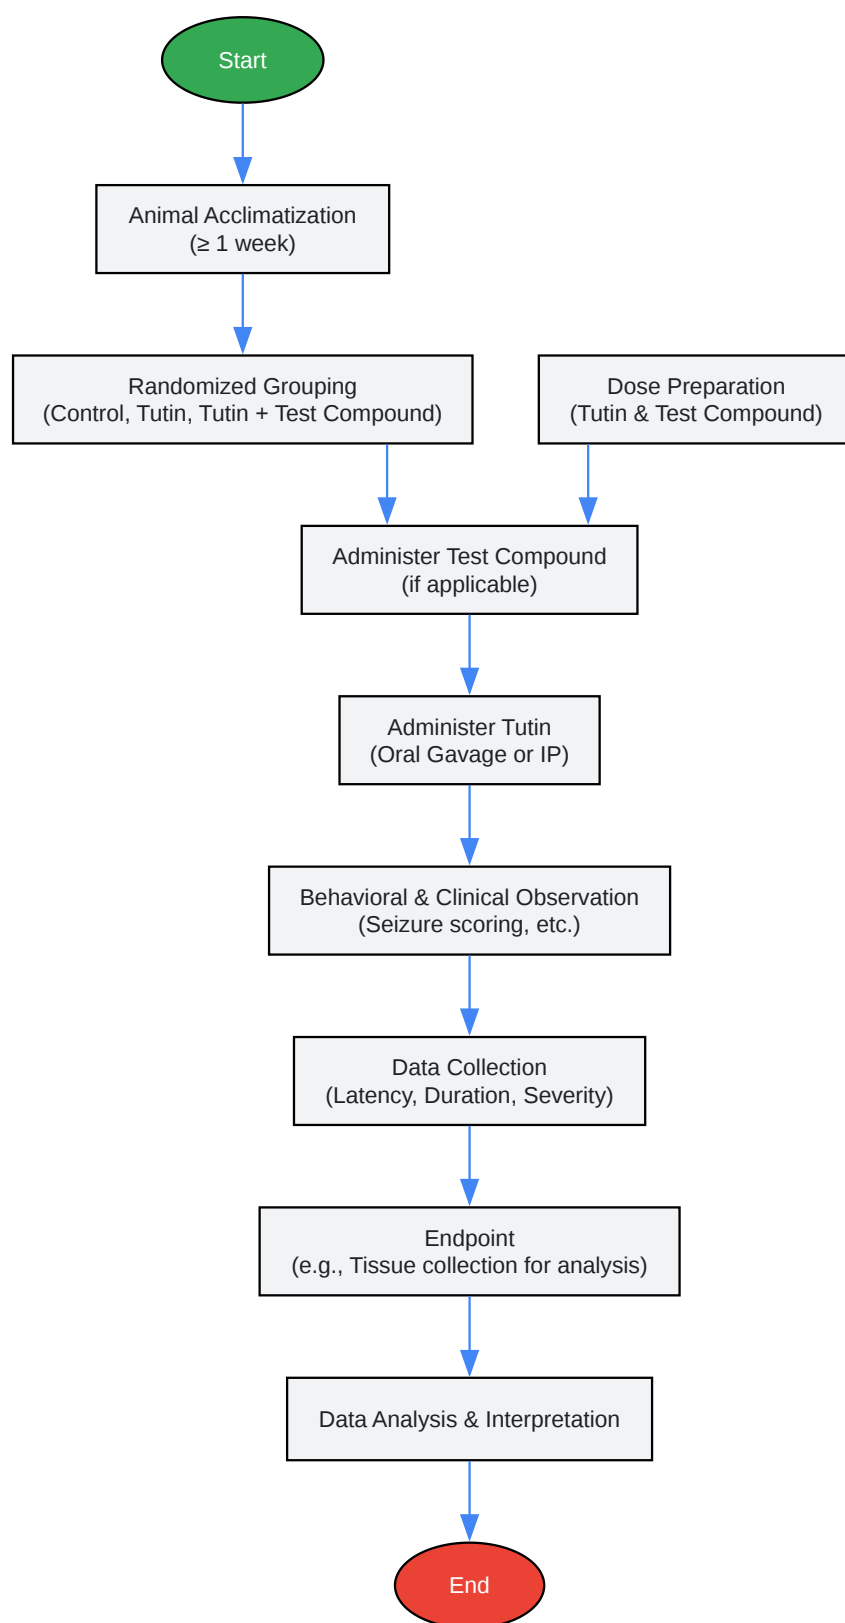 Start
Animal Acclimatization
(≥ 1 week)
Randomized Grouping
(Control, Tutin, Tutin + Test Compound)
Dose Preparation
(Tutin & Test Compound)
Administer Test Compound
(if applicable)
Administer Tutin
(Oral Gavage or IP)
Behavioral & Clinical Observation
(Seizure scoring, etc.)
Data Collection
(Latency, Duration, Severity)
Endpoint
(e.g., Tissue collection for analysis)
Data Analysis & Interpretation
End